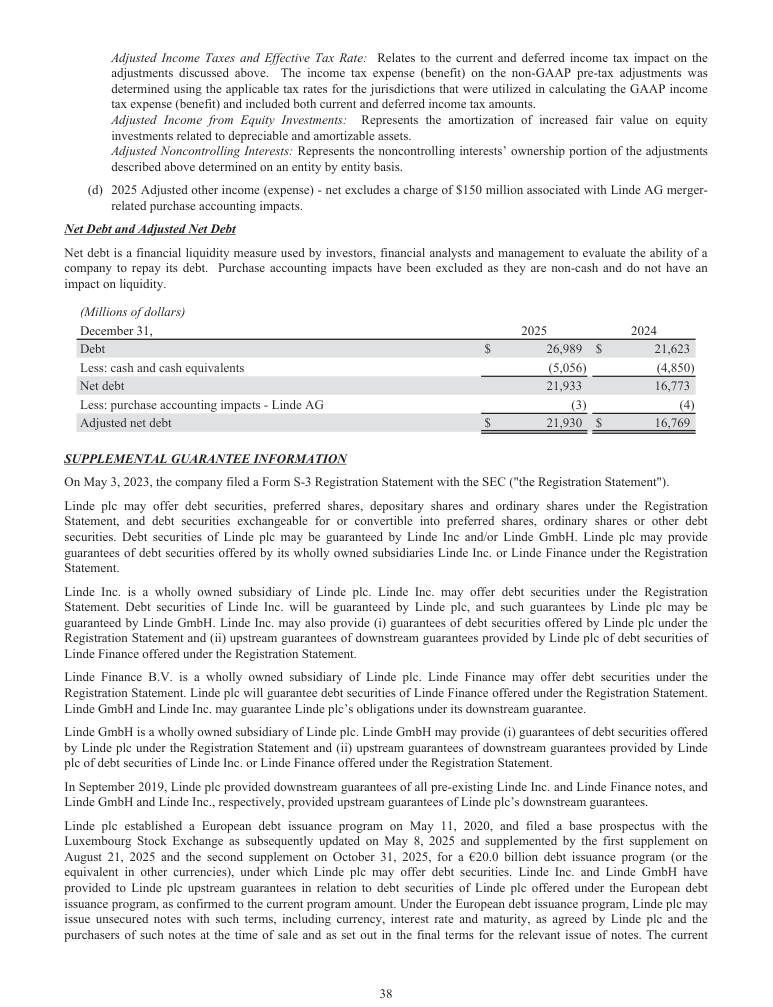 Adjusted Income Taxes and Effective Tax Rate: Relates to the current and deferred income tax impact on the
adjustments discussed above. The income tax expense (benefit) on the non-GAAP pre-tax adjustments was
determined using the applicable tax rates for the jurisdictions that were utilized in calculating the GAAP income
tax expense (benefit) and included both current and deferred income tax amounts.
Adjusted Income from Equity Investments: Represents the amortization of increased fair value on equity
investments related to depreciable and amortizable assets.
Adjusted Noncontrolling Interests: Represents the noncontrolling interests’ ownership portion of the adjustments
described above determined on an entity by entity basis.
(d) 2025 Adjusted other income (expense) - net excludes a charge of $150 million associated with Linde AG merger-
related purchase accounting impacts.
Net Debt and Adjusted Net Debt
Net debt is a financial liquidity measure used by investors, financial analysts and management to evaluate the ability of a
company to repay its debt. Purchase accounting impacts have been excluded as they are non-cash and do not have an
impact on liquidity.
(Millions of dollars)
December 31, 2025 2024
Debt $ 26,989 $ 21,623
Less: cash and cash equivalents (5,056) (4,850)
Net debt 21,933 16,773
Less: purchase accounting impacts - Linde AG (3) (4)
Adjusted net debt $ 21,930 $ 16,769
SUPPLEMENTAL GUARANTEE INFORMATION
On May 3, 2023, the company filed a Form S-3 Registration Statement with the SEC ("the Registration Statement").
Linde plc may offer debt securities, preferred shares, depositary shares and ordinary shares under the Registration
Statement, and debt securities exchangeable for or convertible into preferred shares, ordinary shares or other debt
securities. Debt securities of Linde plc may be guaranteed by Linde Inc and/or Linde GmbH. Linde plc may provide
guarantees of debt securities offered by its wholly owned subsidiaries Linde Inc. or Linde Finance under the Registration
Statement.
Linde Inc. is a wholly owned subsidiary of Linde plc. Linde Inc. may offer debt securities under the Registration
Statement. Debt securities of Linde Inc. will be guaranteed by Linde plc, and such guarantees by Linde plc may be
guaranteed by Linde GmbH. Linde Inc. may also provide (i) guarantees of debt securities offered by Linde plc under the
Registration Statement and (ii) upstream guarantees of downstream guarantees provided by Linde plc of debt securities of
Linde Finance offered under the Registration Statement.
Linde Finance B.V. is a wholly owned subsidiary of Linde plc. Linde Finance may offer debt securities under the
Registration Statement. Linde plc will guarantee debt securities of Linde Finance offered under the Registration Statement.
Linde GmbH and Linde Inc. may guarantee Linde plc’s obligations under its downstream guarantee.
Linde GmbH is a wholly owned subsidiary of Linde plc. Linde GmbH may provide (i) guarantees of debt securities offered
by Linde plc under the Registration Statement and (ii) upstream guarantees of downstream guarantees provided by Linde
plc of debt securities of Linde Inc. or Linde Finance offered under the Registration Statement.
In September 2019, Linde plc provided downstream guarantees of all pre-existing Linde Inc. and Linde Finance notes, and
Linde GmbH and Linde Inc., respectively, provided upstream guarantees of Linde plc’s downstream guarantees.
Linde plc established a European debt issuance program on May 11, 2020, and filed a base prospectus with the
Luxembourg Stock Exchange as subsequently updated on May 8, 2025 and supplemented by the first supplement on
August 21, 2025 and the second supplement on October 31, 2025, for a €20.0 billion debt issuance program (or the
equivalent in other currencies), under which Linde plc may offer debt securities. Linde Inc. and Linde GmbH have
provided to Linde plc upstream guarantees in relation to debt securities of Linde plc offered under the European debt
issuance program, as confirmed to the current program amount. Under the European debt issuance program, Linde plc may
issue unsecured notes with such terms, including currency, interest rate and maturity, as agreed by Linde plc and the
purchasers of such notes at the time of sale and as set out in the final terms for the relevant issue of notes. The current
38